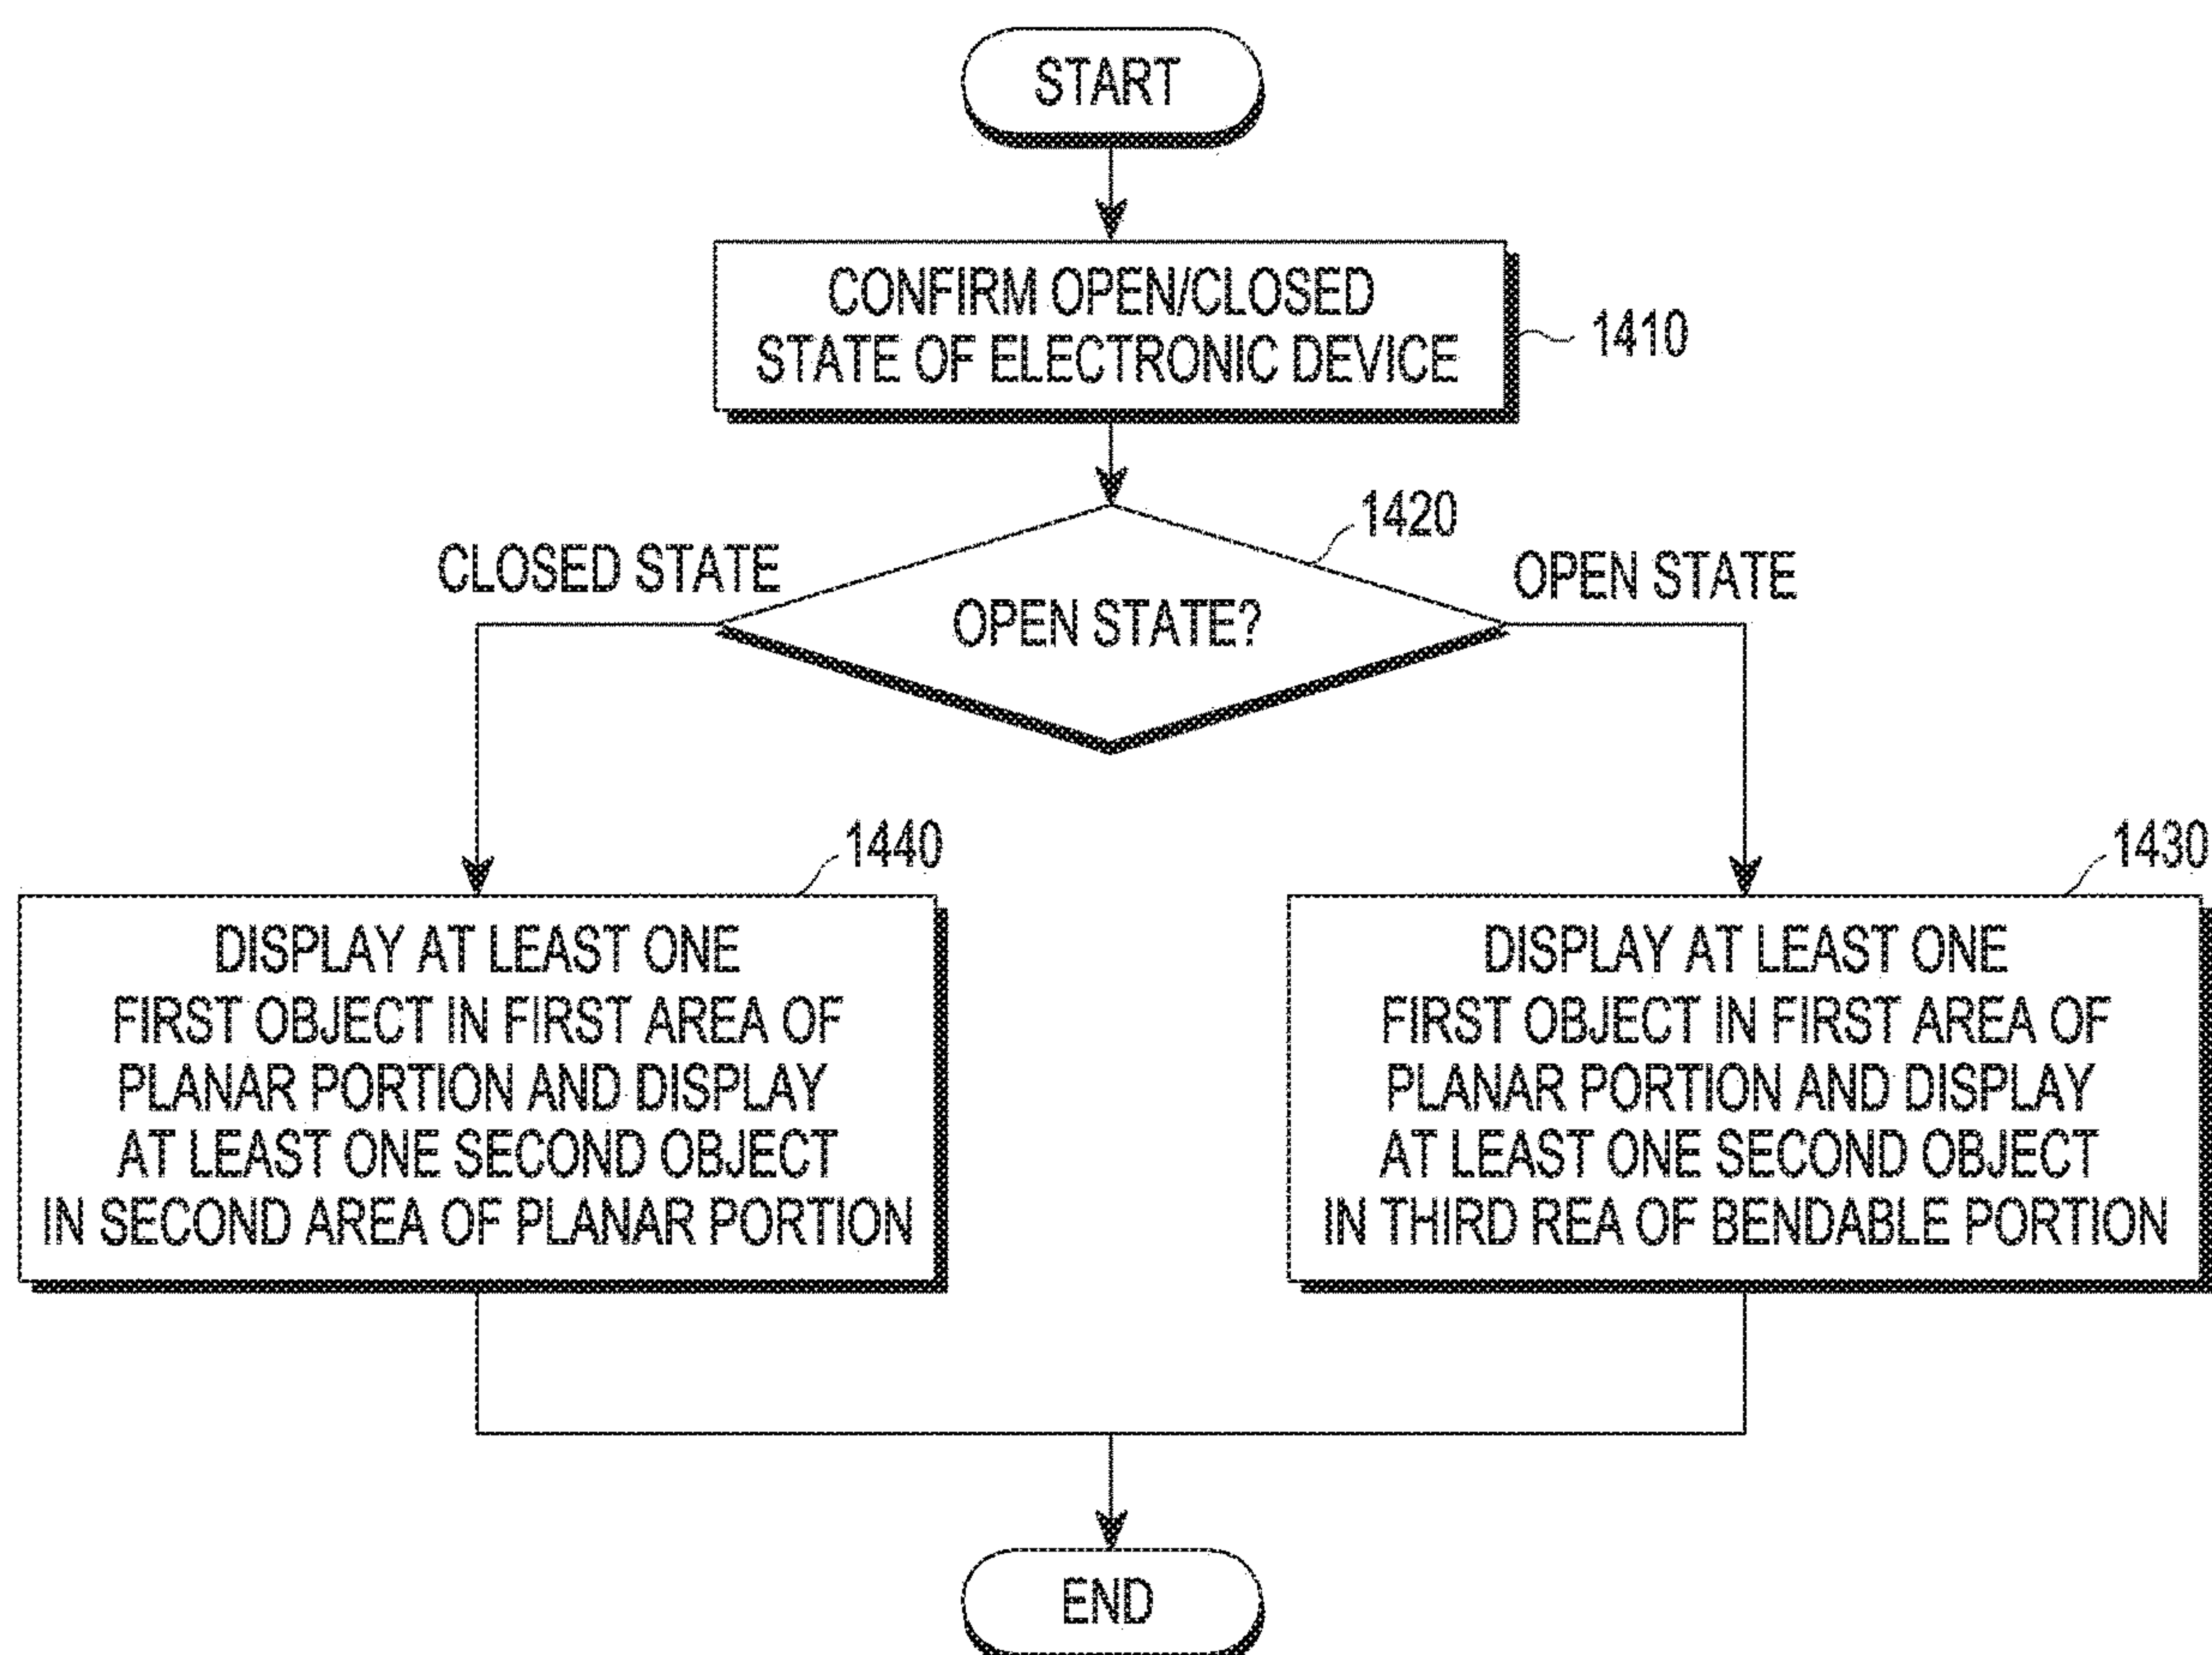 START
CONFIRM OPEN/CLOSED
STATE OF ELECTRONIC DEVICE
1410
1420
CLOSED STATE
OPEN STATE?
OPEN STATE
1440
DISPLAY AT LEAST ONE
FIRST OBJECT IN FIRST AREA OF
PLANAR PORTION AND DISPLAY
AT LEAST ONE SECOND OBJECT
IN SECOND AREA OF PLANAR PORTION
1430
DISPLAY AT LEAST ONE
FIRST OBJECT IN FIRST AREA OF
PLANAR PORTION AND DISPLAY
AT LEAST ONE SECOND OBJECT
IN THIRD REA OF BENDABLE PORTION
END